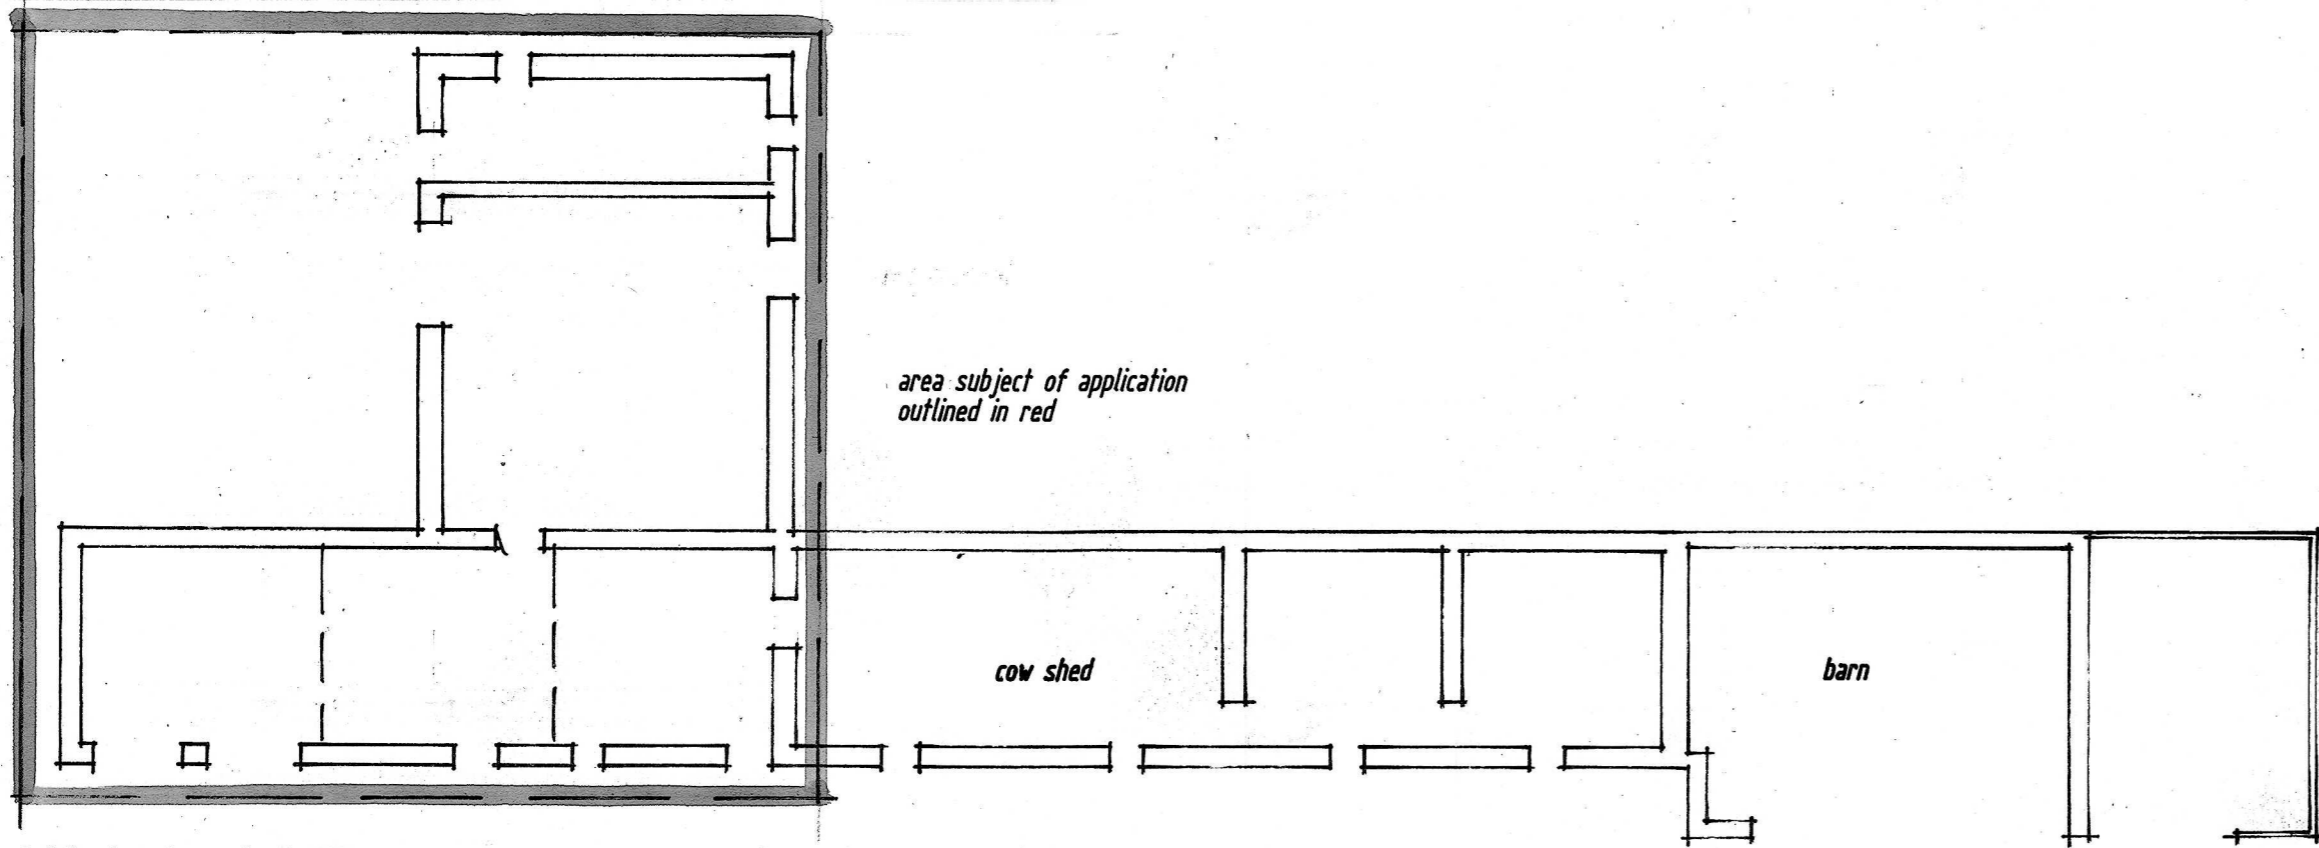 area subject of application
outlined in red
cow shed
barn